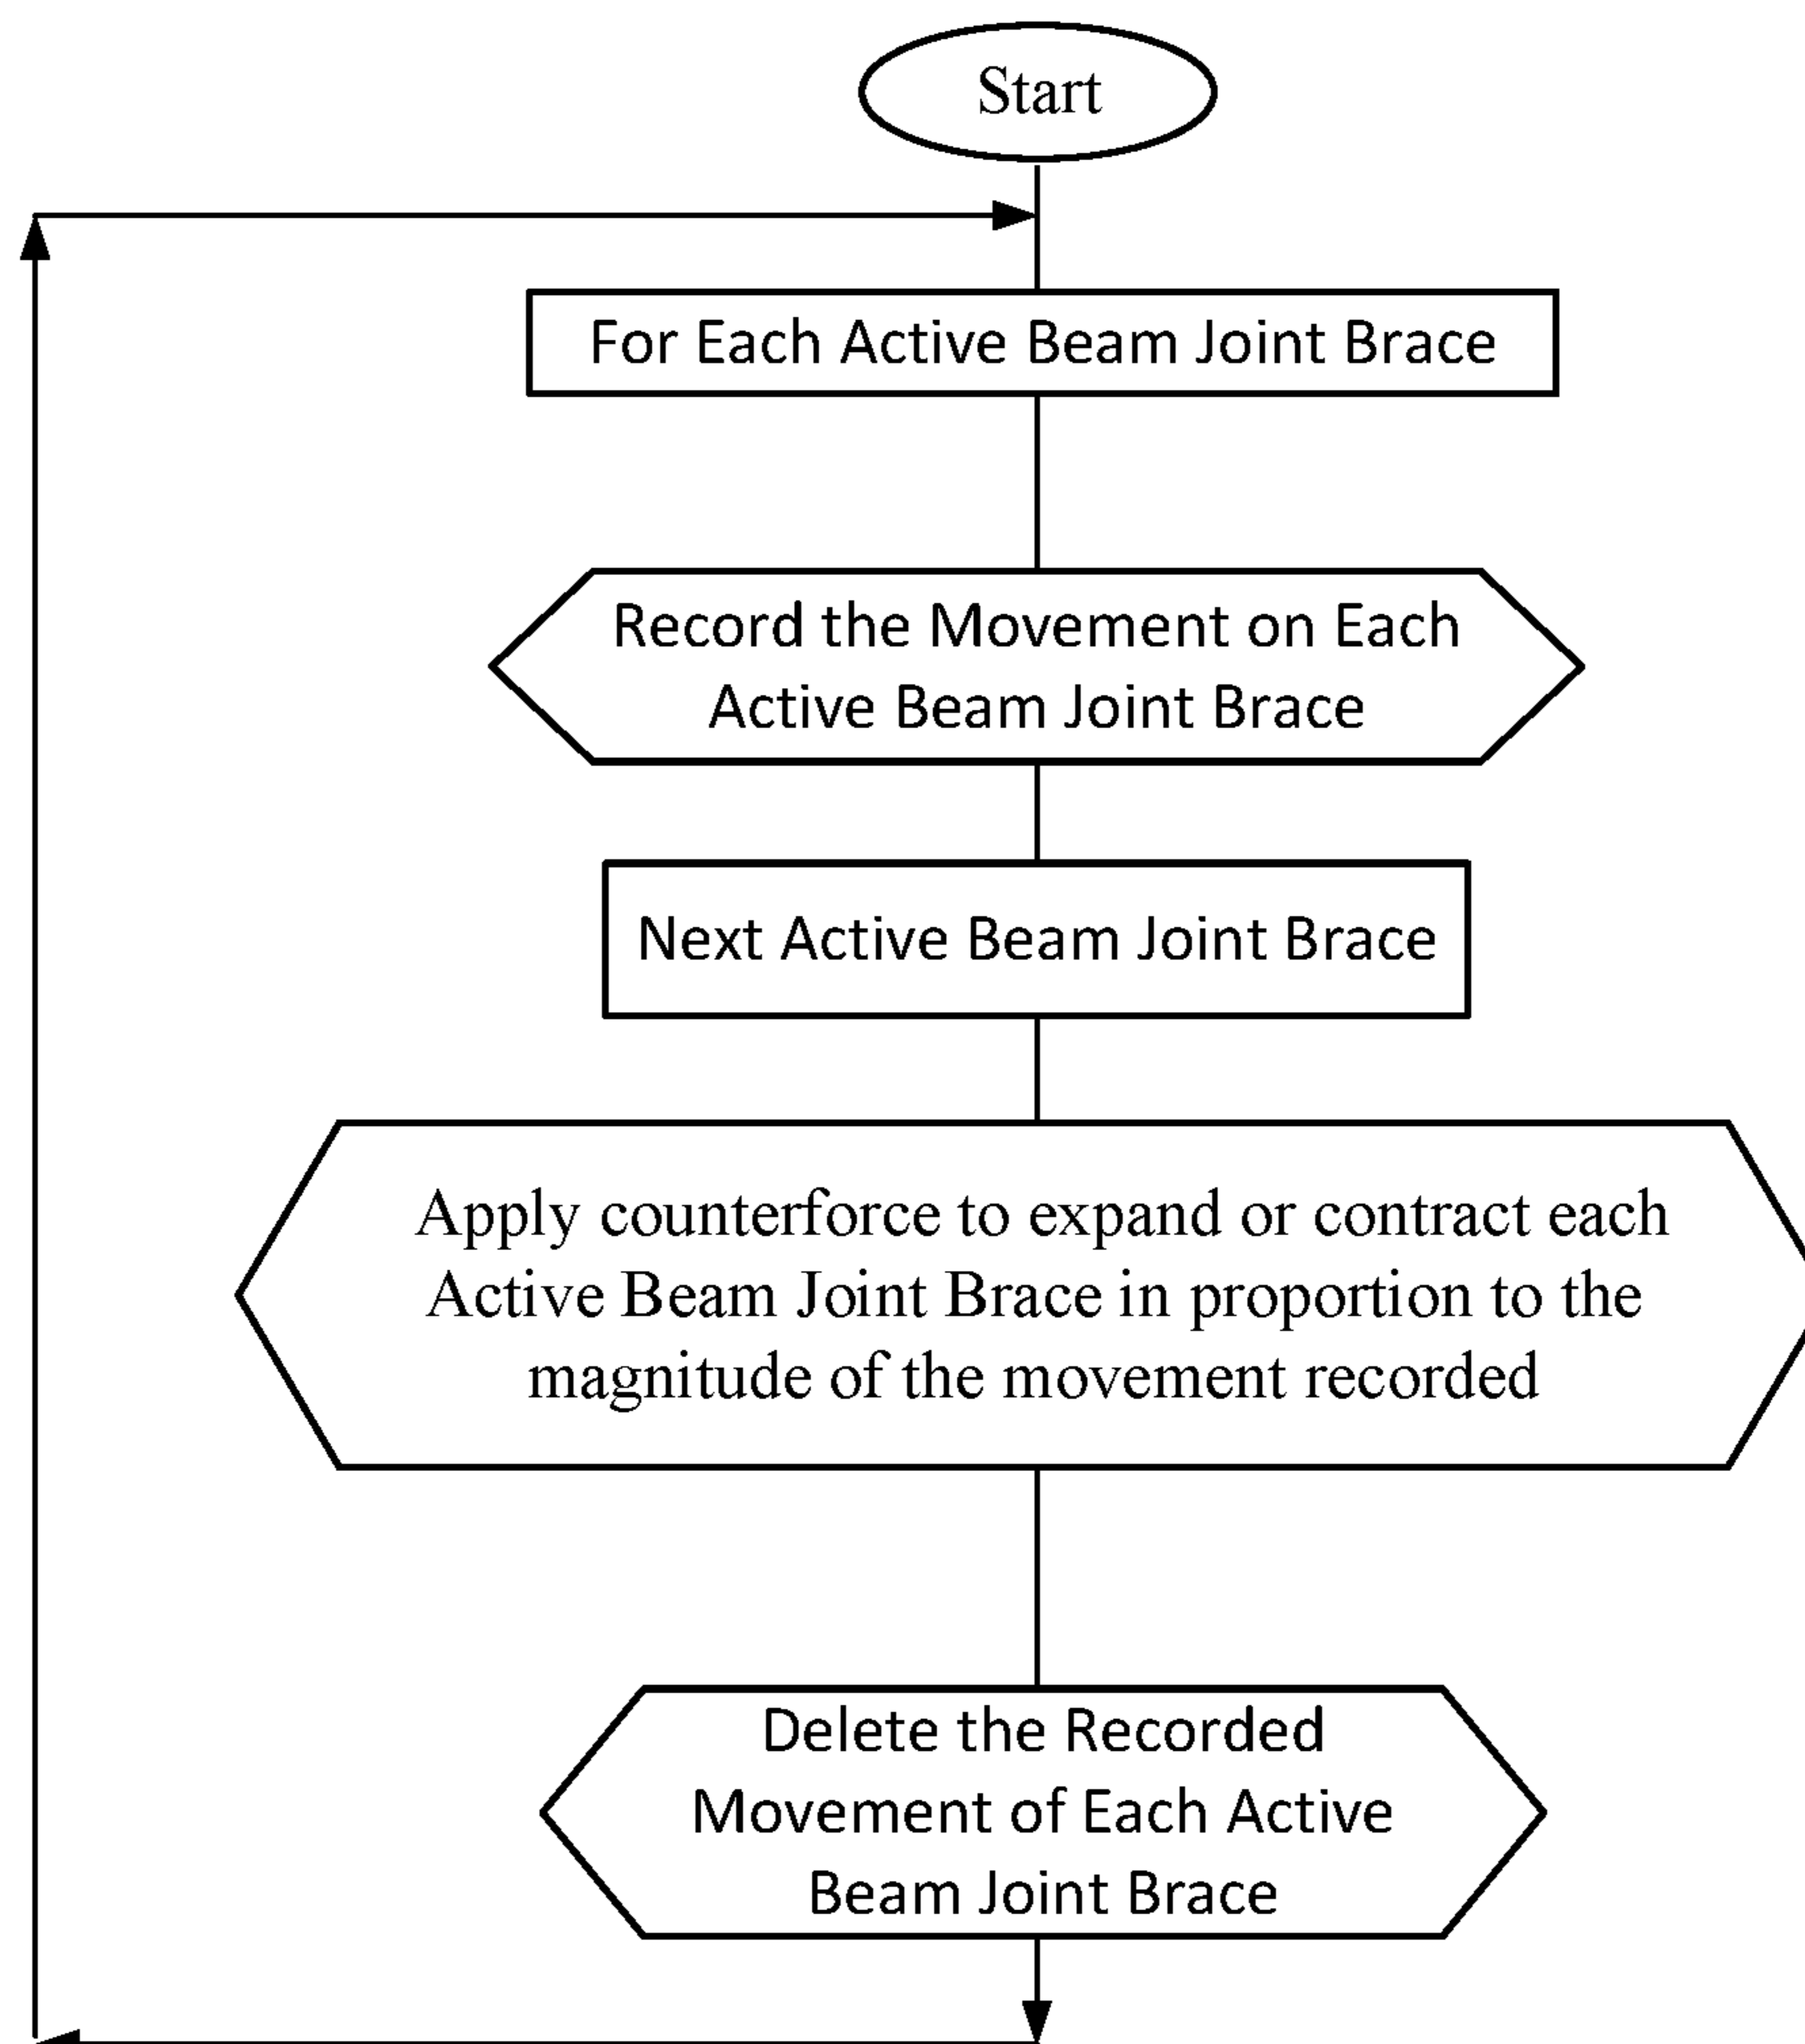 Start
For Each Active Beam Joint Brace
Record the Movement on Each
Active Beam Joint Brace
Next Active Beam Joint Brace
Apply counterforce to expand or contract each
Active Beam Joint Brace in proportion to the
magnitude of the movement recorded
Delete the Recorded
Movement of Each Active
Beam Joint Brace